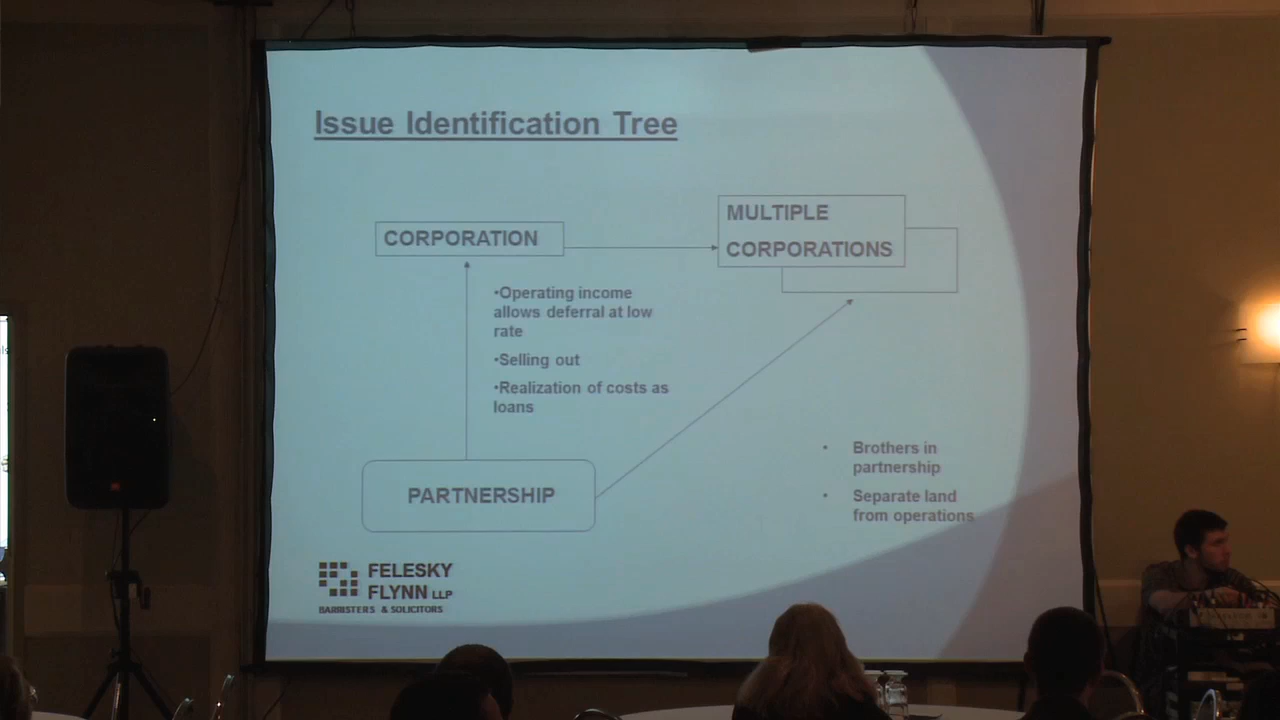 Issue Identification Tree
CORPORATION
MULTIPLE
CORPORATIONS
•Operating income
allows deferral at low
rate
•Selling out
•Realization of costs as
loans
PARTNERSHIP
• Brothers in
partnership
• Separate land
from operations
FELESKY
FLYNN LLP
BARRISTERS & SOLICITORS